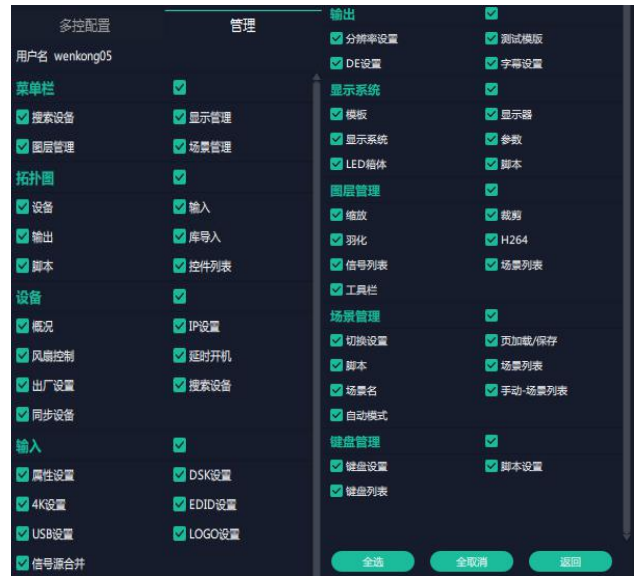 多控配置 管理
用户名 wenkong05
菜单栏
搜索设备 显示管理
图层管理 场景管理
拓扑图
设备 输入
输出 库导入
脚本 控件列表
设备
概况 IP设置
风扇控制 延时开机
出厂设置 搜索设备
同步设备
输入
属性设置 DSK设置
4K设置 EDID设置
USB设置 LOGO设置
信号源合并
输出
分辨率设置 测试模版
DE设置 字幕设置
显示系统
模板 显示器
显示系统 参数
LED箱体 脚本
图层管理
缩放 裁剪
羽化 H264
信号列表 场景列表
工具栏
场景管理
切换设置 页加载/保存
脚本 场景列表
场景名 手动-场景列表
自动模式
键盘管理
键盘设置 脚本设置
键盘列表
全选 全取消 返回